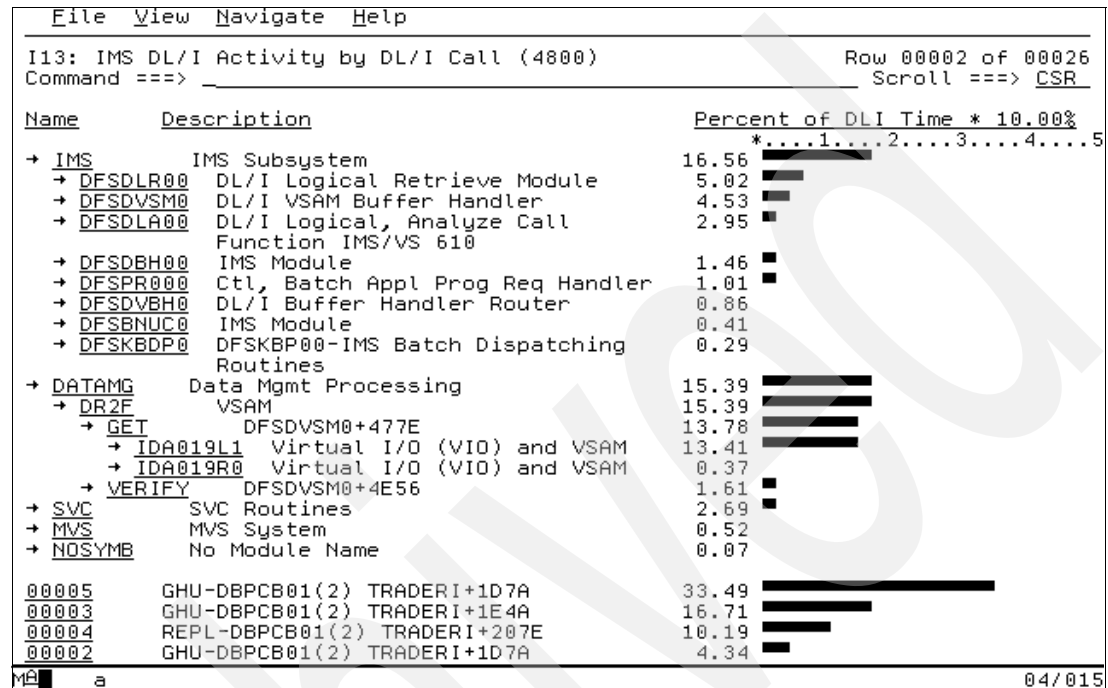 File View Navigate Help
I13: IMS DL/I Activity by DL/I Call (4800) Row 00002 of 00026
Command ===> _ Scroll ===> CSR
Name Description Percent of DLI Time * 10.00%
*....1....2....3....4....5
→ IMS IMS Subsystem 16.56
→ DFSDLR00 DL/I Logical Retrieve Module 5.02
→ DFSDVSM0 DL/I VSAM Buffer Handler 4.53
→ DFSDLA00 DL/I Logical, Analyze Call 2.95
Function IMS/VS 610
→ DFSDBH00 IMS Module 1.46
→ DFSPR000 Ctl, Batch Appl Prog Req Handler 1.01
→ DFSDVBH0 DL/I Buffer Handler Router 0.86
→ DFSBNUC0 IMS Module 0.41
→ DFSKBDP0 DFSKBP00-IMS Batch Dispatching 0.29
Routines
→ DATAMG Data Mgmt Processing 15.39
→ DR2F VSAM 15.39
→ GET DFSDVSM0+477E 13.78
→ IDA019L1 Virtual I/O (VIO) and VSAM 13.41
→ IDA019R0 Virtual I/O (VIO) and VSAM 0.37
→ VERIFY DFSDVSM0+4E56 1.61
→ SVC SVC Routines 2.69
→ MVS MVS System 0.52
→ NOSYMB No Module Name 0.07
00005 GHU-DBPCB01(2) TRADERI+1D7A 33.49
00003 GHU-DBPCB01(2) TRADERI+1E4A 16.71
00004 REPL-DBPCB01(2) TRADERI+207E 10.19
00002 GHU-DBPCB01(2) TRADERI+1D7A 4.34
MA a 04/015